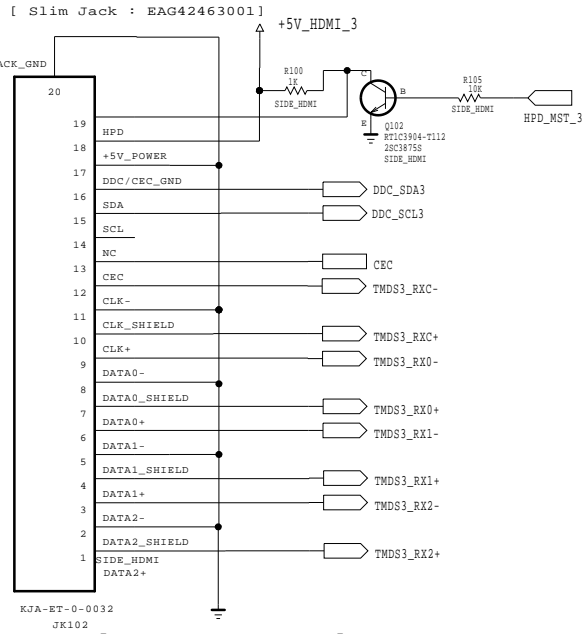 [ Slim Jack : EAG42463001]
+5V_HDMI_3
ACK_GND
20
R100
1K
SIDE_HDMI
C
B
E
Q102
RT1C3904-T112
2SC3875S
SIDE_HDMI
R105
10K
SIDE_HDMI
HPD_MST_3
19
HPD
18
+5V_POWER
17
DDC/CEC_GND
DDC_SDA3
16
SDA
DDC_SCL3
15
SCL
14
NC
CEC
13
CEC
TMDS3_RXC-
12
CLK-
11
CLK_SHIELD
TMDS3_RXC+
10
CLK+
TMDS3_RX0-
9
DATA0-
8
DATA0_SHIELD
TMDS3_RX0+
7
DATA0+
TMDS3_RX1-
6
DATA1-
5
DATA1_SHIELD
TMDS3_RX1+
4
DATA1+
TMDS3_RX2-
3
DATA2-
2
DATA2_SHIELD
TMDS3_RX2+
1
SIDE_HDMI
DATA2+
KJA-ET-0-0032
JK102